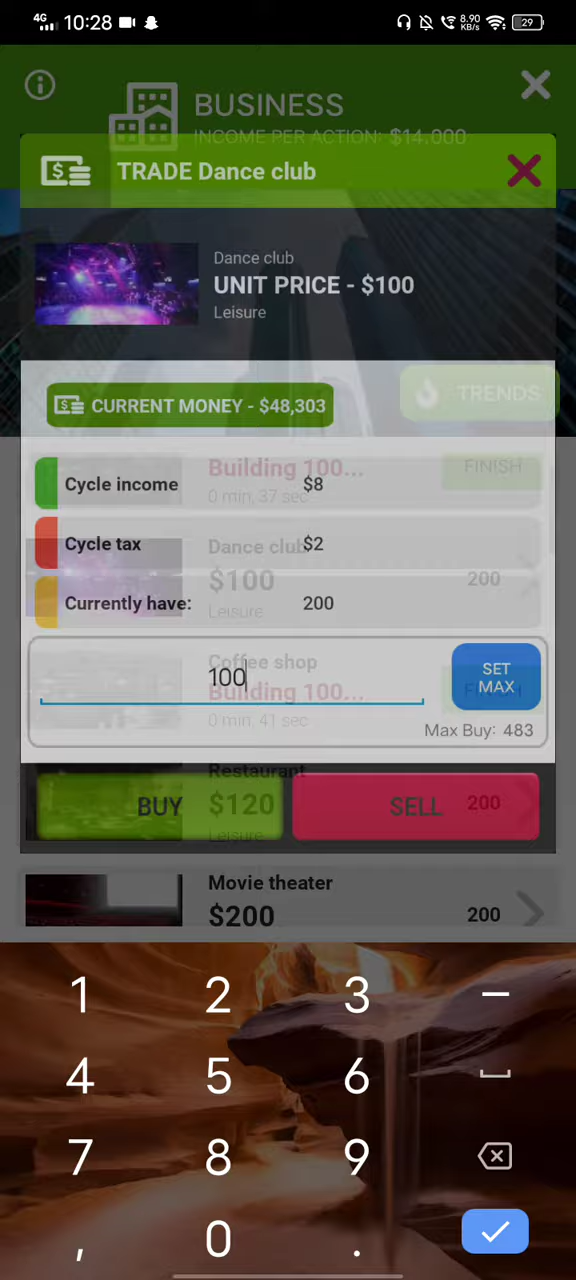 4G 10:28 8.90 KB/s 29
BUSINESS
INCOME PER ACTION: $14,000
TRADE Dance club
Dance club
UNIT PRICE - $100
Leisure
CURRENT MONEY - $48,303
TRENDS
Building 100...
FINISH
0 min, 37 sec
Cycle income $8
Dance club
Cycle tax $2
$100
200
Leisure
Currently have: 200
Coffee shop
100
SET
MAX
Building 100...
0 min, 41 sec
Max Buy: 483
Restaurant
BUY
$120
SELL
200
Leisure
Movie theater
$200
200
1 2 3 –
4 5 6
7 8 9
, 0 .